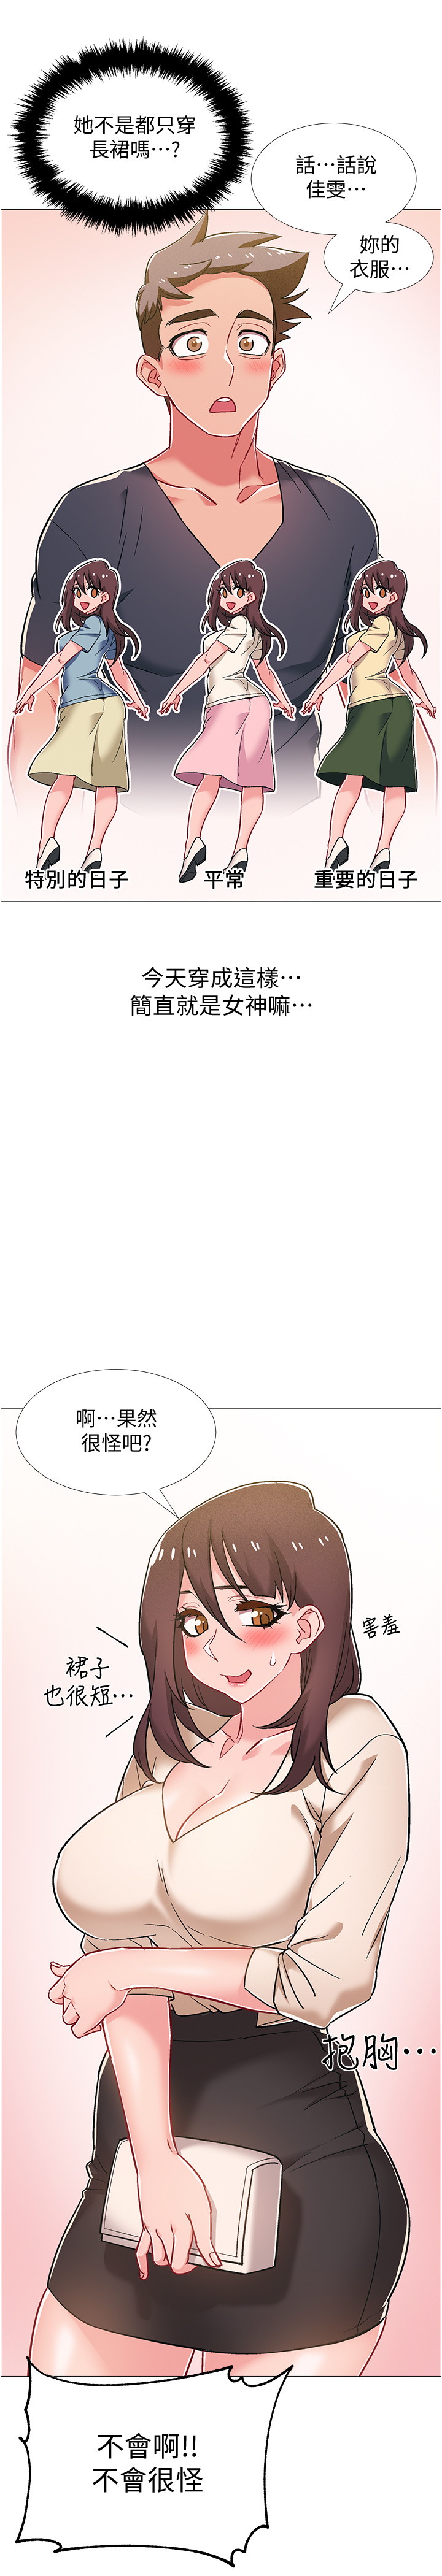 她不是都只穿
長裙嗎…?
話…話說
佳雯…
妳的
衣服…
特別的日子
平常
重要的日子
今天穿成這樣…
簡直就是女神嘛…
啊…果然
很怪吧?
害羞
裙子
也很短…
抱胸…
不會啊!!
不會很怪